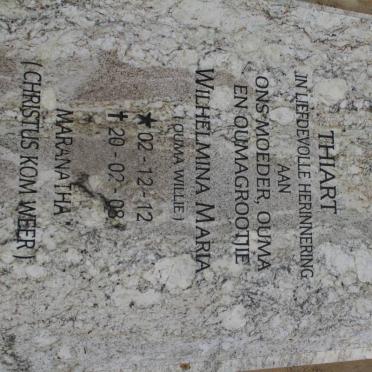 THIART
IN LIEFDEVOLLE HERINNERING
AAN
ONS MOEDER, OUMA
EN OUMAGROOTJIE
WILHELMINA MARIA
(OUMA WILLIE)
★ 02-12-12
✝ 20-02-08
MARANATHA
(CHRISTUS KOM WEER)